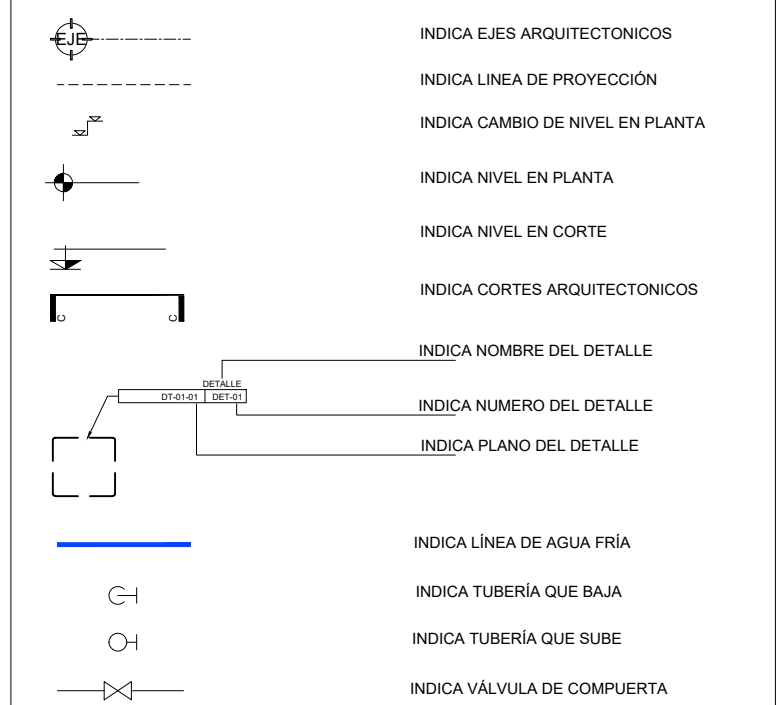 EJE INDICA EJES ARQUITECTONICOS
INDICA LINEA DE PROYECCIÓN
INDICA CAMBIO DE NIVEL EN PLANTA
INDICA NIVEL EN PLANTA
INDICA NIVEL EN CORTE
INDICA CORTES ARQUITECTONICOS
C C
INDICA NOMBRE DEL DETALLE
DETALLE
DT-01-01 DET-01
INDICA NUMERO DEL DETALLE
INDICA PLANO DEL DETALLE
INDICA LÍNEA DE AGUA FRÍA
INDICA TUBERÍA QUE BAJA
INDICA TUBERÍA QUE SUBE
INDICA VÁLVULA DE COMPUERTA